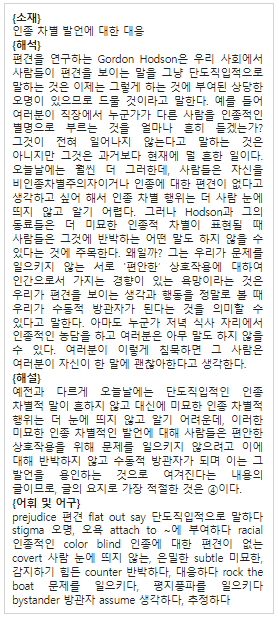 {소재}
인종 차별 발언에 대한 대응
{해석}
편견을 연구하는 Gordon Hodson은 우리 사회에서
사람들이 편견을 보이는 말을 그냥 단도직입적으로
말하는 것은 이제는 그렇게 하는 것에 부여된 상당한
오명이 있으므로 드물 것이라고 말한다. 예를 들어
여러분이 직장에서 누군가가 다른 사람을 인종적인
별명으로 부르는 것을 얼마나 흔히 듣겠는가?
그것이 전혀 일어나지 않는다고 말하는 것은
아니지만 그것은 과거보다 현재에 덜 흔한 일이다.
오늘날에는 훨씬 더 그러한데, 사람들은 자신을
비인종차별주의자이거나 인종에 대한 편견이 없다고
생각하고 싶어 해서 인종 차별 행위는 더 사람 눈에
띄지 않고 알기 어렵다. 그러나 Hodson과 그의
동료들은 더 미묘한 인종적 차별이 표현될 때
사람들은 그것에 반박하는 어떤 말도 하지 않을 수
있다는 것에 주목한다. 왜일까? 그는 우리가 문제를
일으키지 않는 서로 '편안한' 상호작용에 대하여
인간으로서 가지는 경향이 있는 욕망이라는 것은
우리가 편견을 보이는 생각과 행동을 정말로 볼 때
우리가 수동적 방관자가 된다는 것을 의미할 수
있다고 말한다. 아마도 누군가 저녁 식사 자리에서
인종적인 농담을 하고 여러분은 아무 말도 하지 않을
수 있다. 여러분이 이렇게 침묵하면 그 사람은
여러분이 자신이 한 말에 괜찮아한다고 생각한다.
{해설}
예전과 다르게 오늘날에는 단도직입적인 인종
차별적 말이 흔하지 않고 대신에 미묘한 인종 차별적
행위는 더 눈에 띄지 않고 알기 어려운데, 이러한
미묘한 인종 차별적인 발언에 대해 사람들은 편안한
상호작용을 위해 문제를 일으키지 않으려고 이에
대해 반박하지 않고 수동적 방관자가 되며 이는 그
발언을 용인하는 것으로 여겨진다는 내용의
글이므로, 글의 요지로 가장 적절한 것은 ②이다.
{어휘 및 어구}
prejudice 편견 flat out say 단도직입적으로 말하다
stigma 오명, 오욕 attach to ~에 부여하다 racial
인종적인 color blind 인종에 대한 편견이 없는
covert 사람 눈에 띄지 않는, 은밀한 subtle 미묘한,
감지하기 힘든 counter 반박하다, 대응하다 rock the
boat 문제를 일으키다, 평지풍파를 일으키다
bystander 방관자 assume 생각하다, 추정하다